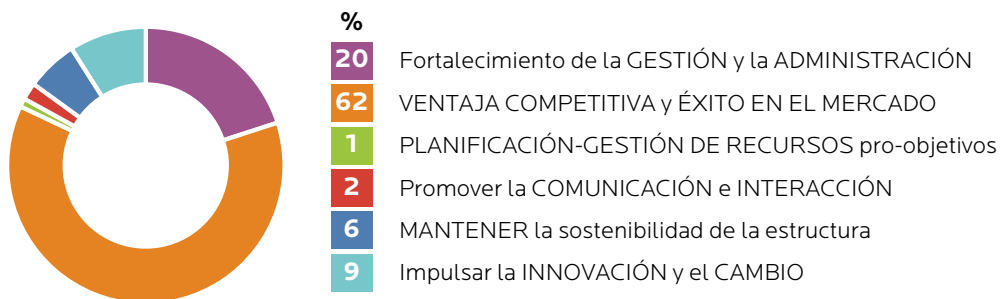 %
20 Fortalecimiento de la GESTIÓN y la ADMINISTRACIÓN
62 VENTAJA COMPETITIVA y ÉXITO EN EL MERCADO
1 PLANIFICACIÓN-GESTIÓN DE RECURSOS pro-objetivos
2 Promover la COMUNICACIÓN e INTERACCIÓN
6 MANTENER la sostenibilidad de la estructura
9 Impulsar la INNOVACIÓN y el CAMBIO